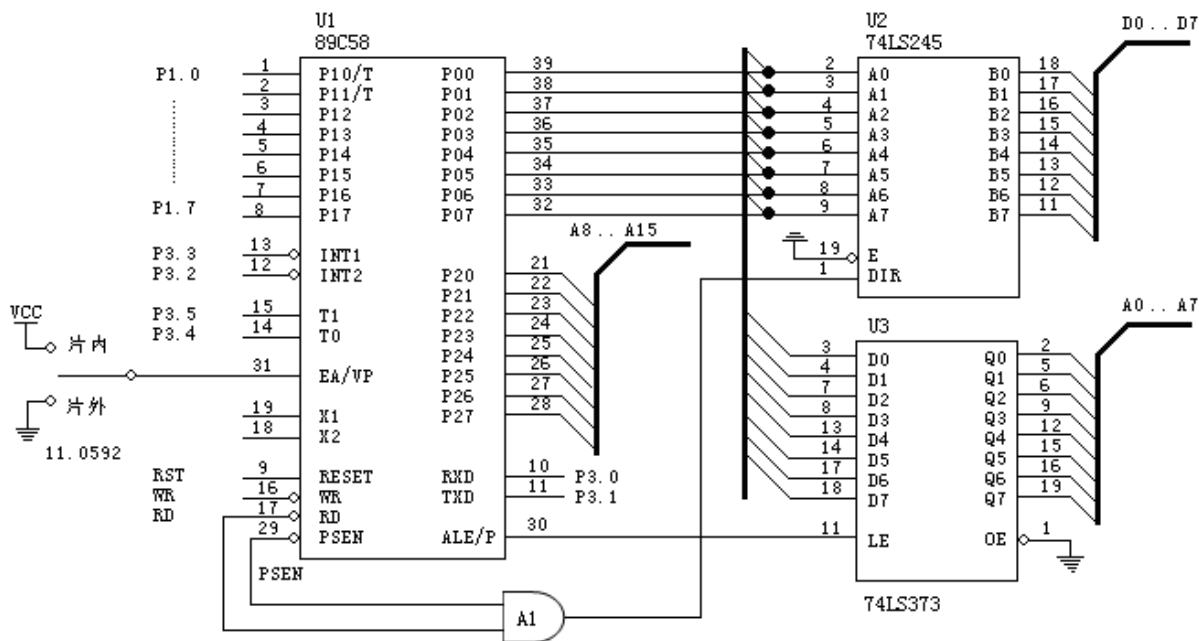 U1
89C58
P1.0
P1.7
P3.3
P3.2
P3.5
P3.4
VCC
片内
片外
11.0592
RST
WR
RD
PSEN
1
2
3
4
5
6
7
8
13
12
15
14
31
19
18
9
16
17
29
P10/T
P11/T
P12
P13
P14
P15
P16
P17
INT1
INT2
T1
T0
EA/VP
X1
X2
RESET
WR
RD
PSEN
P00
P01
P02
P03
P04
P05
P06
P07
P20
P21
P22
P23
P24
P25
P26
P27
RXD
TXD
ALE/P
39
38
37
36
35
34
33
32
21
22
23
24
25
26
27
28
10
11
30
P3.0
P3.1
A8..A15
A1
U2
74LS245
2
3
4
5
6
7
8
9
19
1
A0
A1
A2
A3
A4
A5
A6
A7
E
DIR
B0
B1
B2
B3
B4
B5
B6
B7
18
17
16
15
14
13
12
11
D0..D7
U3
3
4
7
8
13
14
17
18
11
D0
D1
D2
D3
D4
D5
D6
D7
LE
Q0
Q1
Q2
Q3
Q4
Q5
Q6
Q7
OE
2
5
6
9
12
15
16
19
1
A0..A7
74LS373